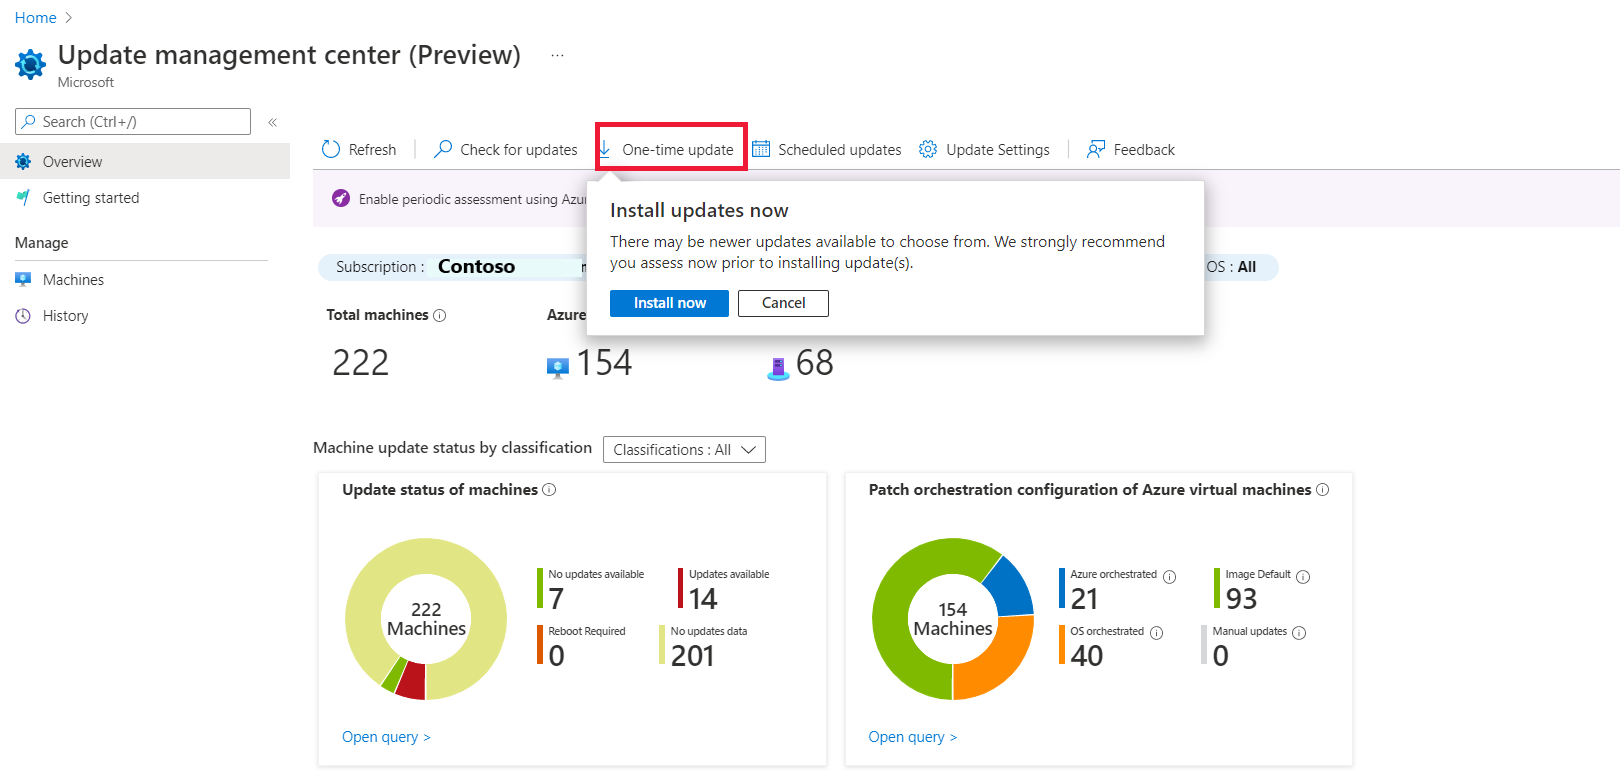 Home >
Update management center (Preview) ...
Microsoft
Search (Ctrl+/) «
Overview
Getting started
Manage
Machines
History
Refresh
Check for updates
One-time update
Scheduled updates
Update Settings
Feedback
Enable periodic assessment using
Install updates now
There may be newer updates available to choose from. We strongly recommend
you assess now prior to installing update(s).
Install now
Cancel
Subscription : Contoso
OS : All
Total machines
222
Azure
154
68
Machine update status by classification
Classifications : All
Update status of machines
222
Machines
No updates available
7
Updates available
14
Reboot Required
0
No updates data
201
Open query >
Patch orchestration configuration of Azure virtual machines
154
Machines
Azure orchestrated
21
Image Default
93
OS orchestrated
40
Manual updates
0
Open query >